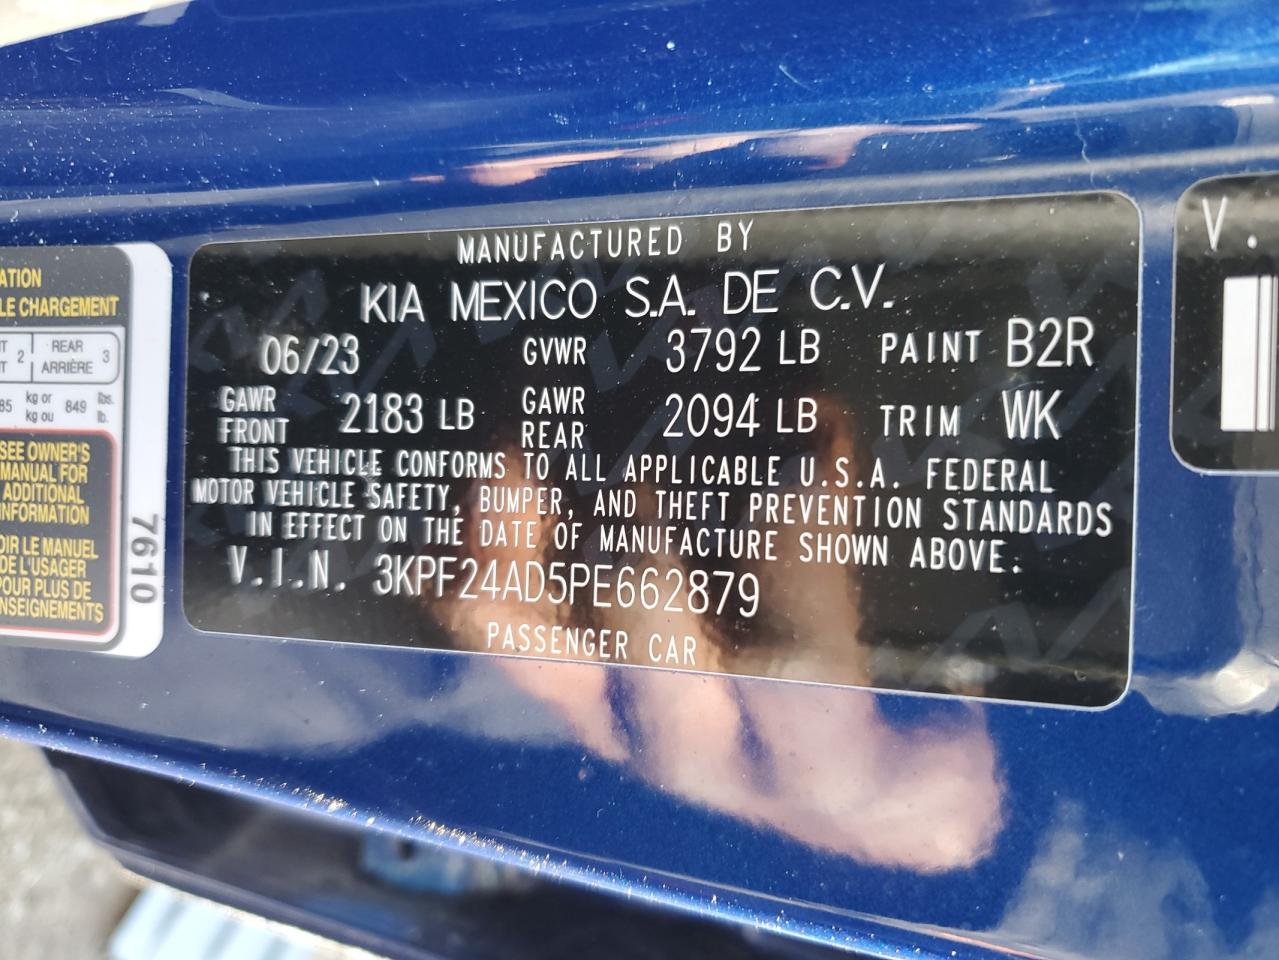 ATION
LE CHARGEMENT
2 REAR 3
ARRIÈRE
85 kg or 849 lbs.
kg ou lb.
SEE OWNER'S
MANUAL FOR
ADDITIONAL
INFORMATION
OIR LE MANUEL
DE L'USAGER
POUR PLUS DE
NSEIGNEMENTS
7610
MANUFACTURED BY
KIA MEXICO S.A. DE C.V.
06/23 GVWR 3792 LB PAINT B2R
GAWR FRONT 2183 LB GAWR REAR 2094 LB TRIM WK
THIS VEHICLE CONFORMS TO ALL APPLICABLE U.S.A. FEDERAL
MOTOR VEHICLE SAFETY, BUMPER, AND THEFT PREVENTION STANDARDS
IN EFFECT ON THE DATE OF MANUFACTURE SHOWN ABOVE:
V.I.N. 3KPF24AD5PE662879
PASSENGER CAR
V.